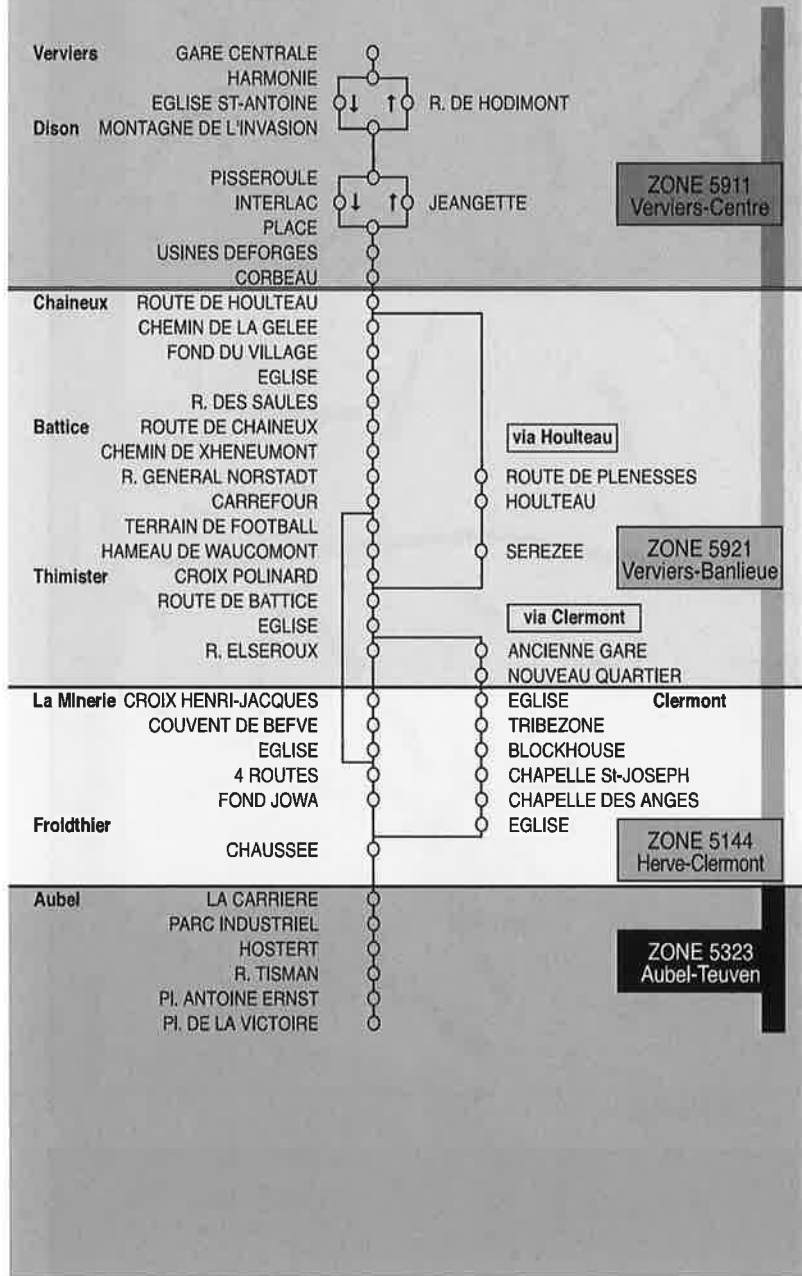 Verviers GARE CENTRALE
HARMONIE
EGLISE ST-ANTOINE ↓ ↑ R. DE HODIMONT
Dison MONTAGNE DE L'INVASION
PISSEROULE
INTERLAC ↓ ↑ JEANGETTE
ZONE 5911
Verviers-Centre
PLACE
USINES DEFORGES
CORBEAU
Chaineux ROUTE DE HOULTEAU
CHEMIN DE LA GELEE
FOND DU VILLAGE
EGLISE
R. DES SAULES
Battice ROUTE DE CHAINEUX
via Houlteau
CHEMIN DE XHENEUMONT
R. GENERAL NORSTADT ROUTE DE PLENESSES
CARREFOUR HOULTEAU
TERRAIN DE FOOTBALL
HAMEAU DE WAUCOMONT SEREZEE
ZONE 5921
Verviers-Banlieue
Thimister CROIX POLINARD
ROUTE DE BATTICE
via Clermont
EGLISE
R. ELSEROUX ANCIENNE GARE
NOUVEAU QUARTIER
La Minerie CROIX HENRI-JACQUES EGLISE Clermont
COUVENT DE BEFVE TRIBEZONE
EGLISE BLOCKHOUSE
4 ROUTES CHAPELLE St-JOSEPH
FOND JOWA CHAPELLE DES ANGES
Froidthier EGLISE
CHAUSSEE
ZONE 5144
Herve-Clermont
Aubel LA CARRIERE
PARC INDUSTRIEL
HOSTERT
R. TISMAN
ZONE 5323
Aubel-Teuven
Pl. ANTOINE ERNST
Pl. DE LA VICTOIRE